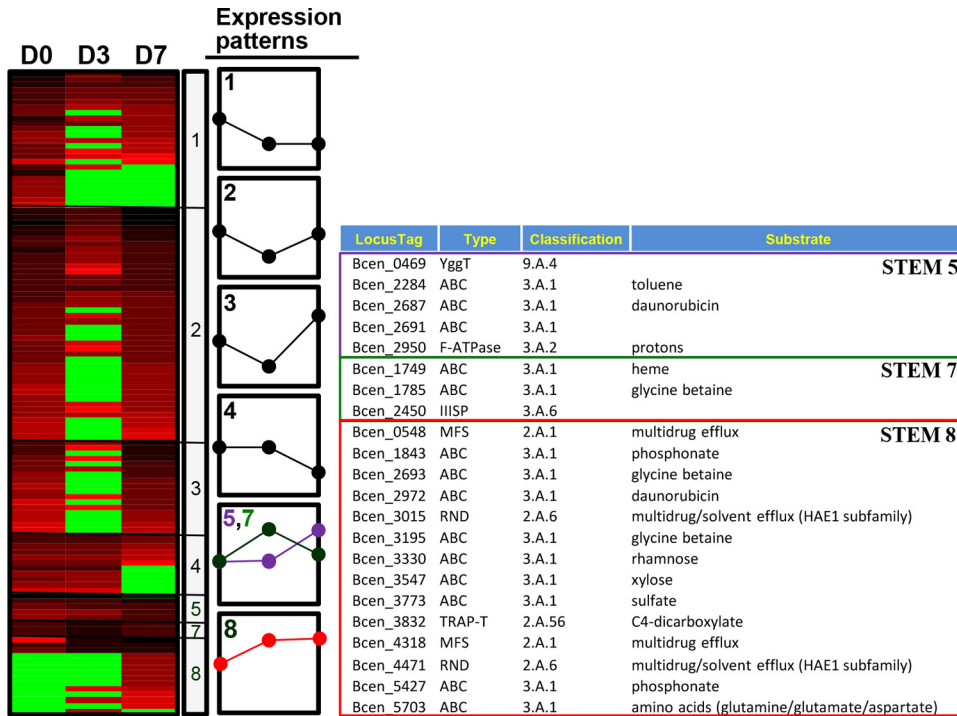 Expression
patterns
D0 D3 D7
1
2
3
4
5
7
8
1
2
3
4
5,7
8
LocusTag Type Classification Substrate
Bcen_0469 YggT 9.A.4 STEM 5
Bcen_2284 ABC 3.A.1 toluene
Bcen_2687 ABC 3.A.1 daunorubicin
Bcen_2691 ABC 3.A.1
Bcen_2950 F-ATPase 3.A.2 protons
Bcen_1749 ABC 3.A.1 heme STEM 7
Bcen_1785 ABC 3.A.1 glycine betaine
Bcen_2450 IIISP 3.A.6
Bcen_0548 MFS 2.A.1 multidrug efflux STEM 8
Bcen_1843 ABC 3.A.1 phosphonate
Bcen_2693 ABC 3.A.1 glycine betaine
Bcen_2972 ABC 3.A.1 daunorubicin
Bcen_3015 RND 2.A.6 multidrug/solvent efflux (HAE1 subfamily)
Bcen_3195 ABC 3.A.1 glycine betaine
Bcen_3330 ABC 3.A.1 rhamnose
Bcen_3547 ABC 3.A.1 xylose
Bcen_3773 ABC 3.A.1 sulfate
Bcen_3832 TRAP-T 2.A.56 C4-dicarboxylate
Bcen_4318 MFS 2.A.1 multidrug efflux
Bcen_4471 RND 2.A.6 multidrug/solvent efflux (HAE1 subfamily)
Bcen_5427 ABC 3.A.1 phosphonate
Bcen_5703 ABC 3.A.1 amino acids (glutamine/glutamate/aspartate)